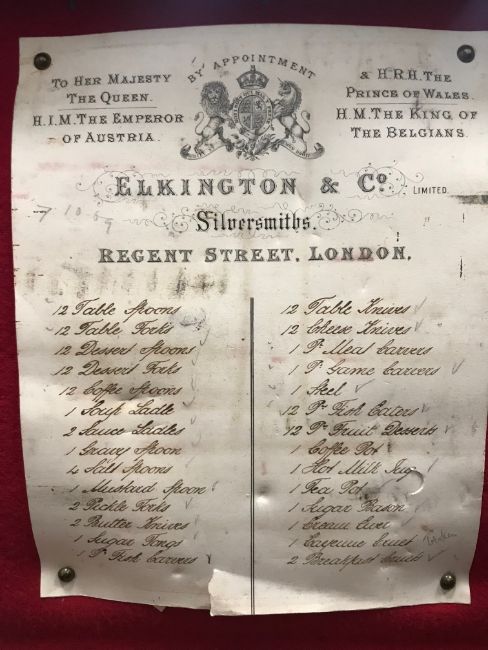 BY APPOINTMENT
TO HER MAJESTY
THE QUEEN.
H.I.M. THE EMPEROR
OF AUSTRIA.
& H.R.H. THE
PRINCE OF WALES.
H.M. THE KING OF
THE BELGIANS.
ELKINGTON & Co. LIMITED.
Silversmiths.
REGENT STREET, LONDON.
12 Table Spoons
12 Table Forks
12 Dessert Spoons
12 Dessert Forks
12 Coffee Spoons
1 Soup Ladle
2 Sauce Ladles
1 Gravy Spoon
4 Salt Spoons
1 Mustard Spoon
2 Pickle Forks
2 Butter Knives
1 Sugar Tongs
1 Pr Fish Carvers
12 Table Knives
12 Cheese Knives
1 Pr Meat Carvers
1 Pr Game Carvers
1 Steel
12 Pr Fish Eaters
12 Pr Fruit Desserts
1 Coffee Pot
1 Hot Milk Jug
1 Tea Pot
1 Sugar Bason
1 Cream Ewer
1 Cayenne Cruet
2 Breakfast Cruets